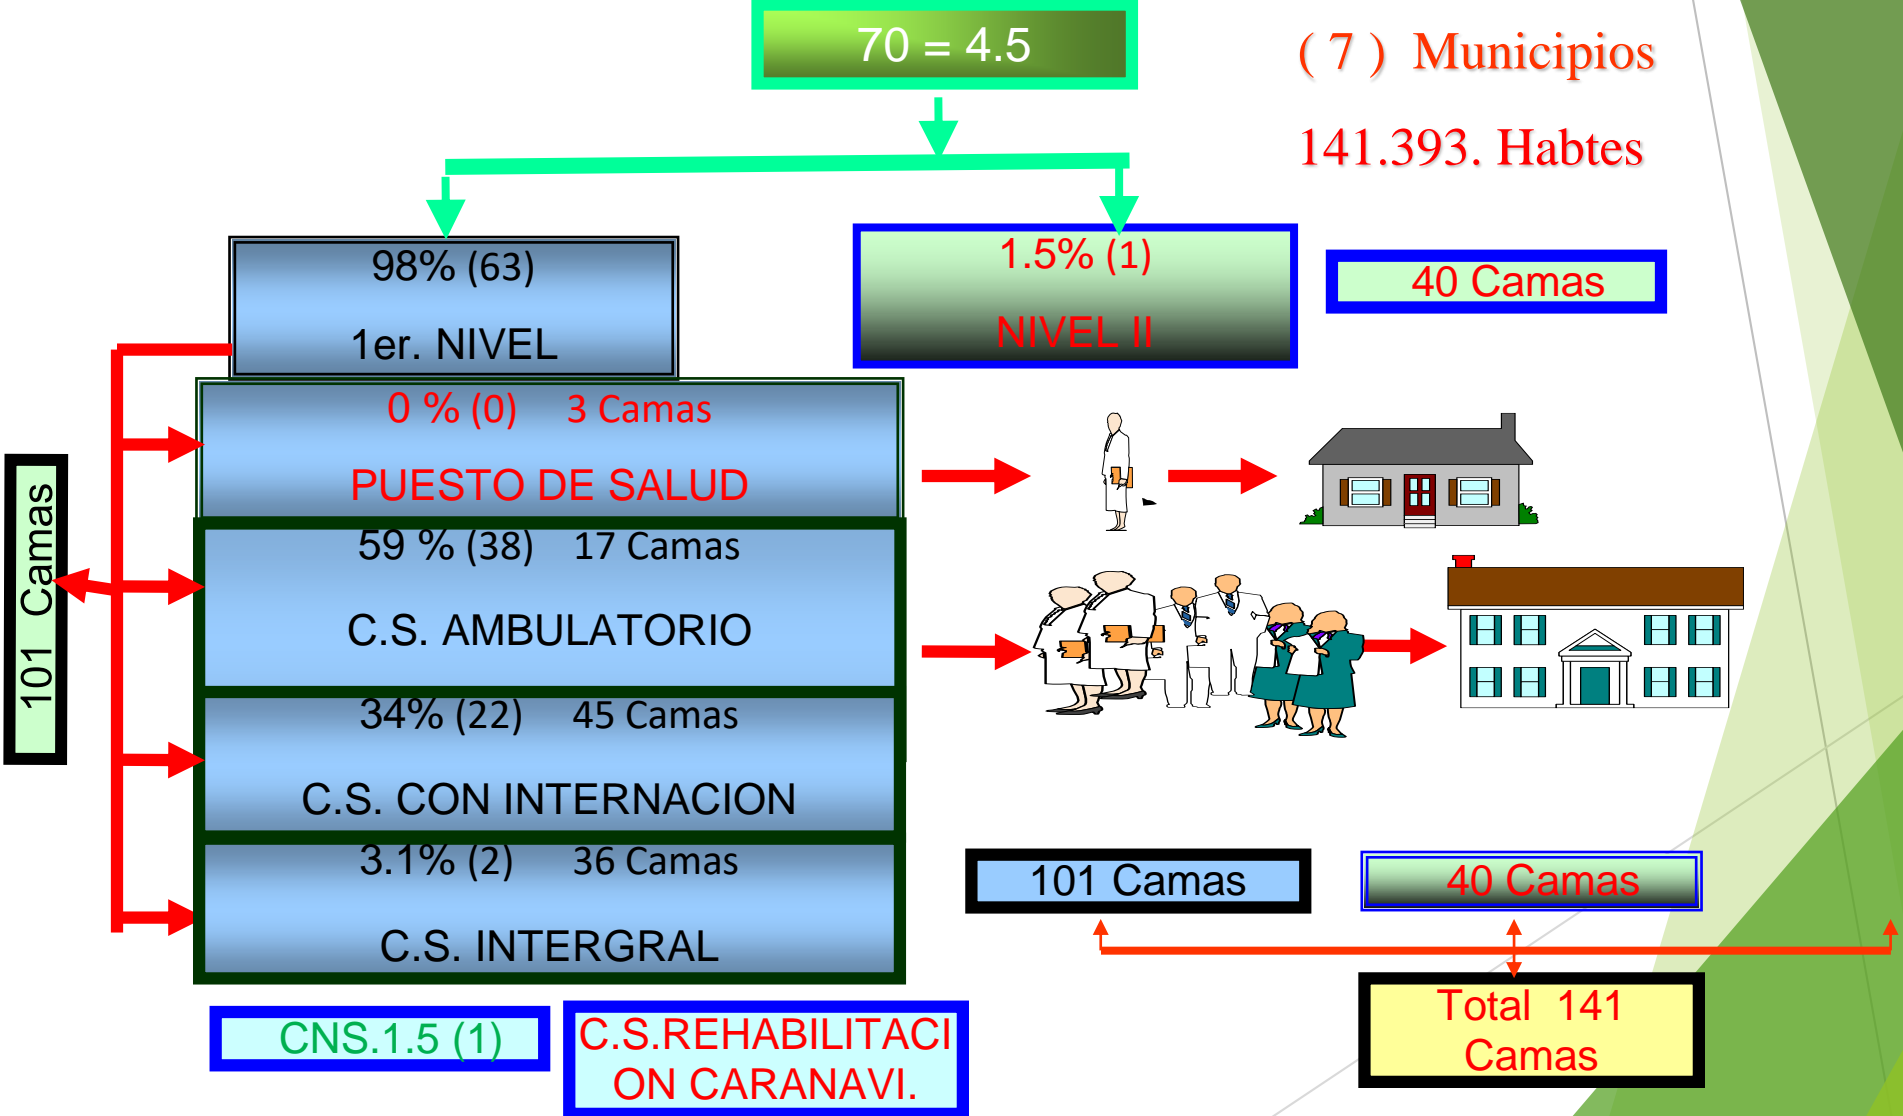 70 = 4.5
( 7 ) Municipios
141.393. Habtes
98% (63)
1er. NIVEL
1.5% (1)
NIVEL II
40 Camas
0 % (0) 3 Camas
PUESTO DE SALUD
59 % (38) 17 Camas
C.S. AMBULATORIO
34% (22) 45 Camas
C.S. CON INTERNACION
3.1% (2) 36 Camas
C.S. INTERGRAL
101 Camas
101 Camas
40 Camas
Total 141
Camas
CNS.1.5 (1)
C.S.REHABILITACI
ON CARANAVI.